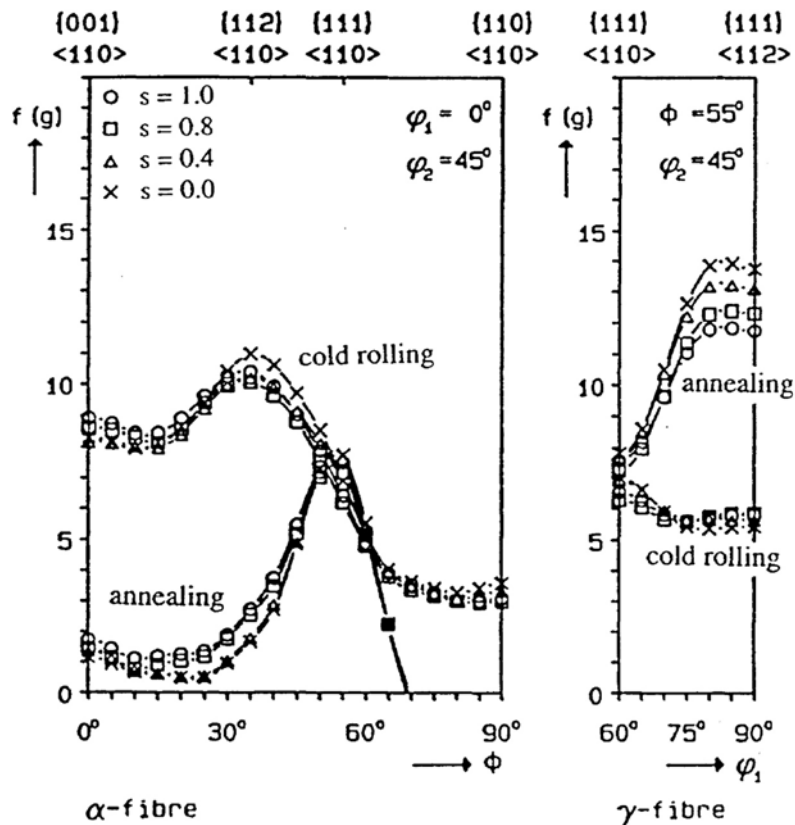 {001} {112} {111} {110} {111} {111}
<110> <110> <110> <110> <110> <112>
20
f (g)
○ s = 1.0
□ s = 0.8
△ s = 0.4
× s = 0.0
φ₁ = 0°
φ₂ = 45°
15
cold rolling
10
5
annealing
0
0° 30° 60° 90°
Φ
α-fibre
20
f (g)
Φ = 55°
φ₂ = 45°
15
10
annealing
5
cold rolling
0
60° 75° 90°
φ₁
γ-fibre